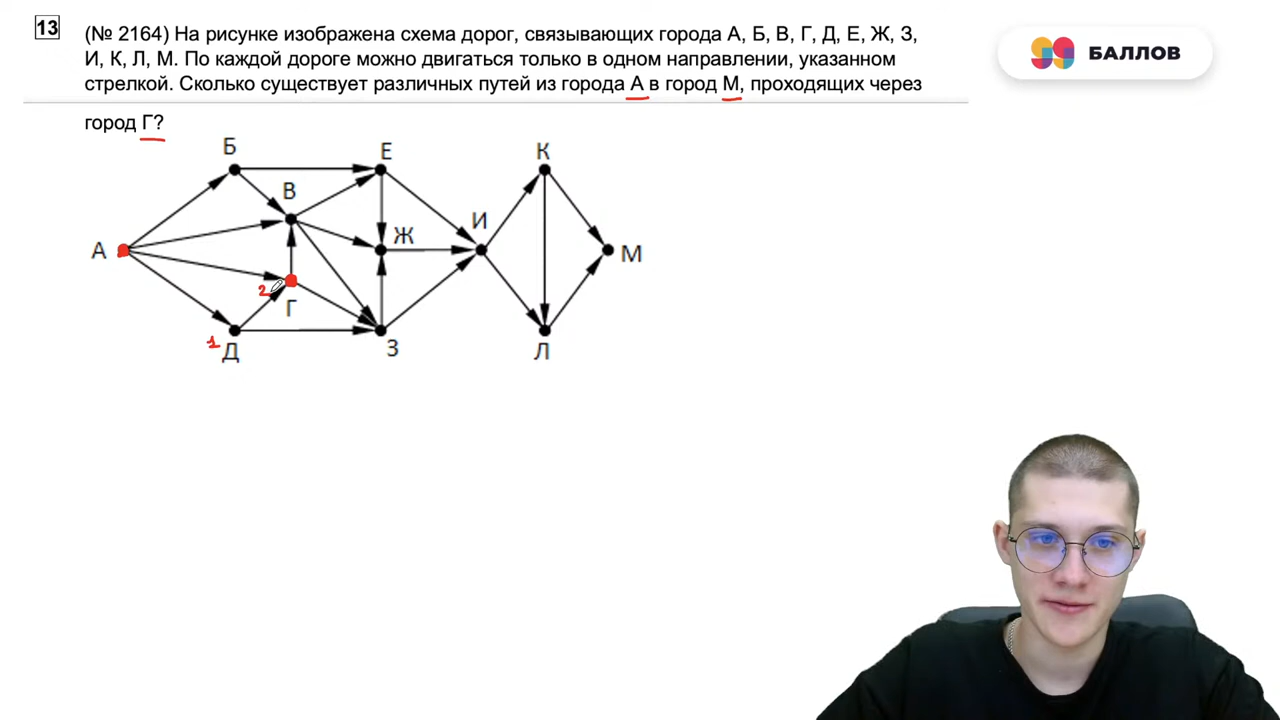 13
(№ 2164) На рисунке изображена схема дорог, связывающих города А, Б, В, Г, Д, Е, Ж, З,
И, К, Л, М. По каждой дороге можно двигаться только в одном направлении, указанном
стрелкой. Сколько существует различных путей из города А в город М, проходящих через
город Г?
БАЛЛОВ
Б
Е
К
В
А
Ж
И
М
2
Г
1
Д
З
Л